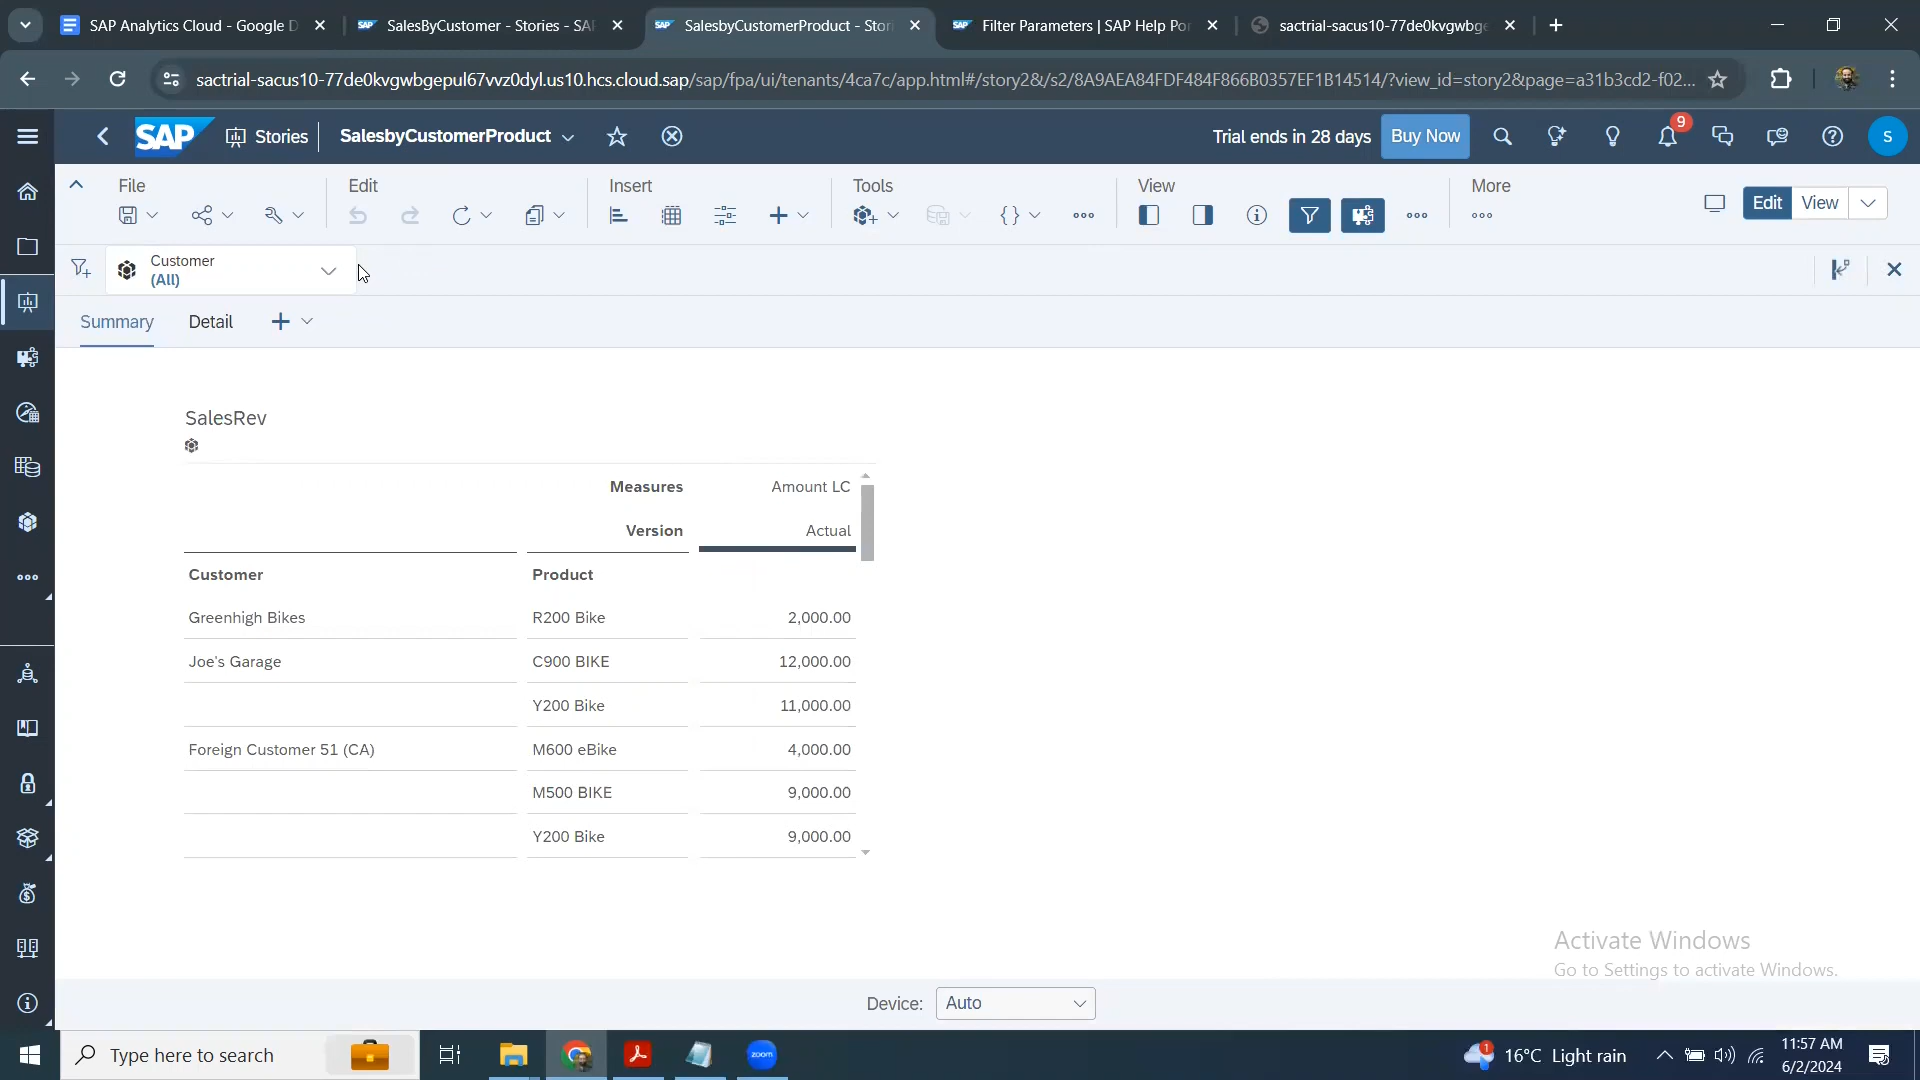 SAP Analytics Cloud - Google D
SalesByCustomer - Stories - SA
SalesbyCustomerProduct - Stori
Filter Parameters | SAP Help Po
sactrial-sacus10-77de0kvgwbge
sactrial-sacus10-77de0kvgwbgepul67vvz0dyl.us10.hcs.cloud.sap/sap/fpa/ui/tenants/4ca7c/app.html#/story2&/s2/8A9AEA84FDF484F866B0357EF1B14514/?view_id=story2&page=a31b3cd2-f02...
SAP Stories SalesbyCustomerProduct
Trial ends in 28 days Buy Now 9 S
File Edit Insert Tools View More
Edit View
Customer
(All)
Summary Detail
SalesRev
Measures Amount LC
Version Actual
Customer Product
Greenhigh Bikes R200 Bike 2,000.00
Joe's Garage C900 BIKE 12,000.00
Y200 Bike 11,000.00
Foreign Customer 51 (CA) M600 eBike 4,000.00
M500 BIKE 9,000.00
Y200 Bike 9,000.00
Activate Windows
Go to Settings to activate Windows.
Device: Auto
Type here to search
zoom
1
16°C Light rain
11:57 AM
6/2/2024